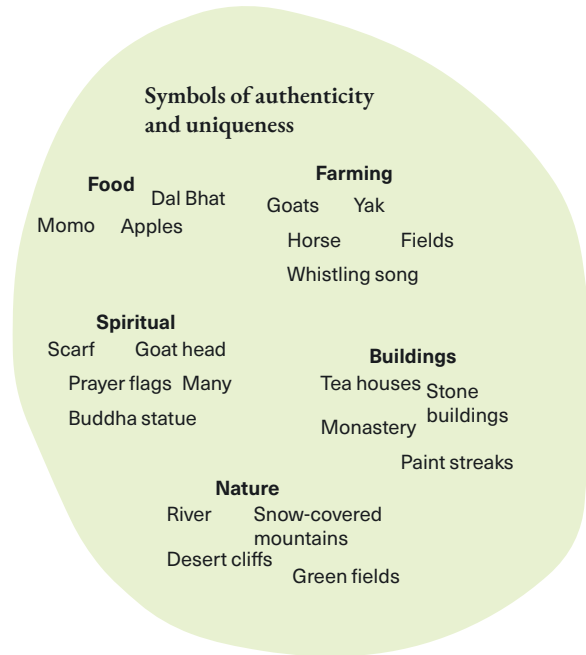 Symbols of authenticity
and uniqueness
Food
Dal Bhat
Momo Apples
Farming
Goats Yak
Horse Fields
Whistling song
Spiritual
Scarf Goat head
Prayer flags Many
Buddha statue
Buildings
Tea houses
Stone
buildings
Monastery
Paint streaks
Nature
River
Snow-covered
mountains
Desert cliffs
Green fields